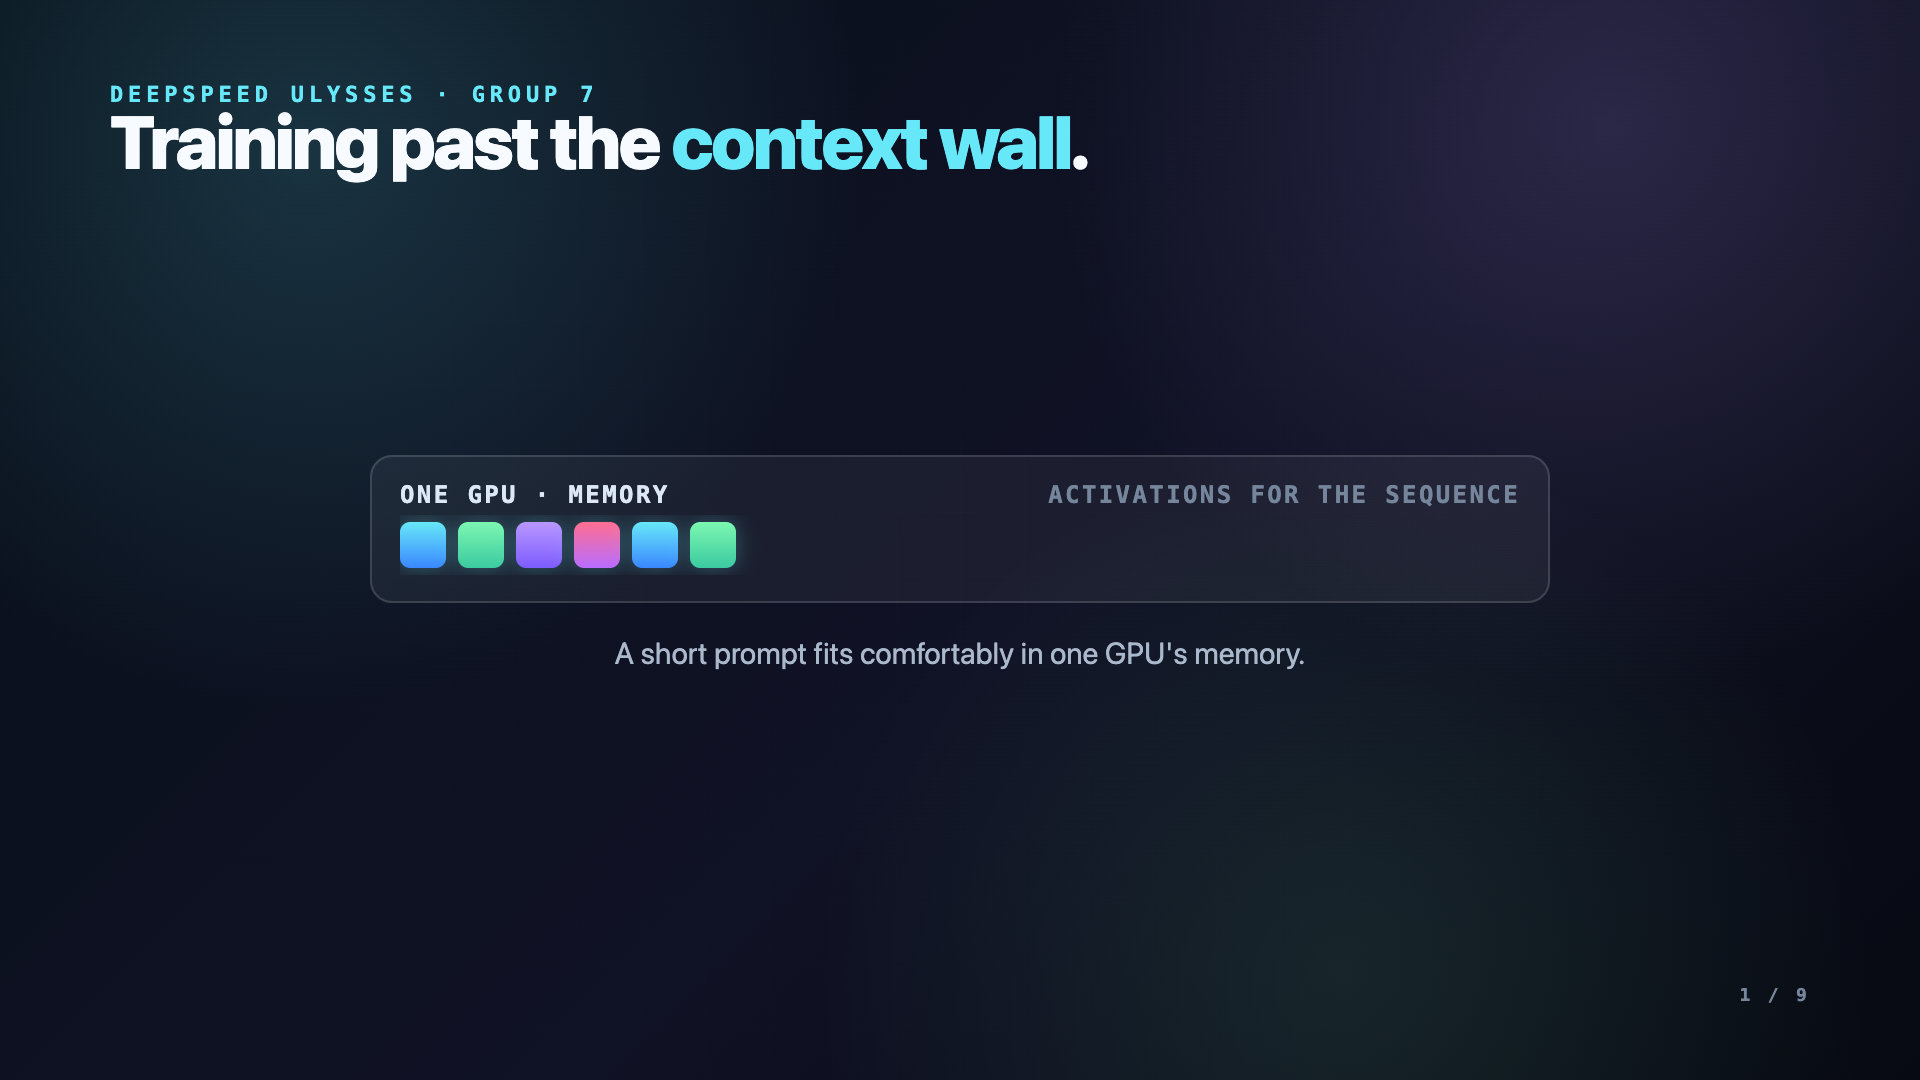 DEEPSPEED ULYSSES · GROUP 7
Training past the context wall.
ONE GPU · MEMORY
ACTIVATIONS FOR THE SEQUENCE
A short prompt fits comfortably in one GPU's memory.
1 / 9